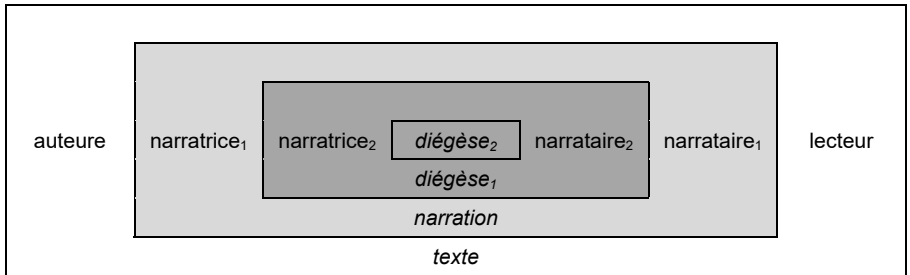 auteure narratrice₁ narratrice₂ diégèse₂ narrataire₂ narrataire₁ lecteur
diégèse₁
narration
texte